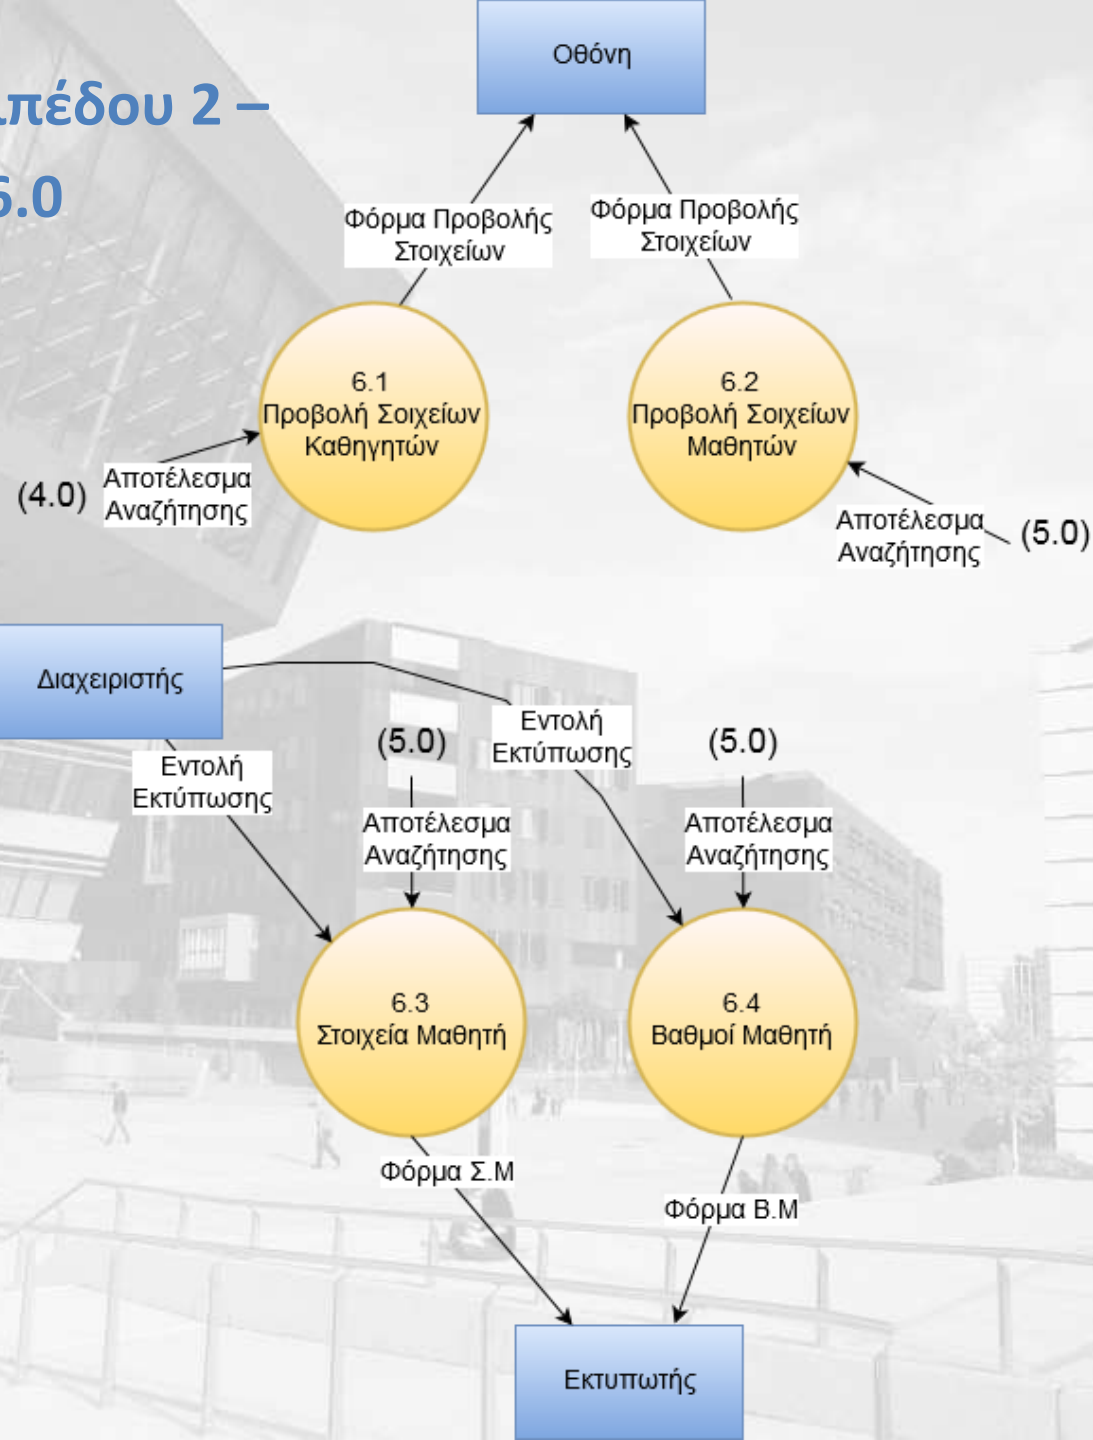 Οθόνη
ιπέδου 2 –
6.0
Φόρμα Προβολής
Στοιχείων
Φόρμα Προβολής
Στοιχείων
6.1
Προβολή Σοιχείων
Καθηγητών
6.2
Προβολή Σοιχείων
Μαθητών
(4.0)
Αποτέλεσμα
Αναζήτησης
Αποτέλεσμα
Αναζήτησης
(5.0)
Διαχειριστής
Εντολή
Εκτύπωσης
(5.0)
Εντολή
Εκτύπωσης
(5.0)
Αποτέλεσμα
Αναζήτησης
Αποτέλεσμα
Αναζήτησης
6.3
Στοιχεία Μαθητή
6.4
Βαθμοί Μαθητή
Φόρμα Σ.Μ
Φόρμα Β.Μ
Εκτυπωτής